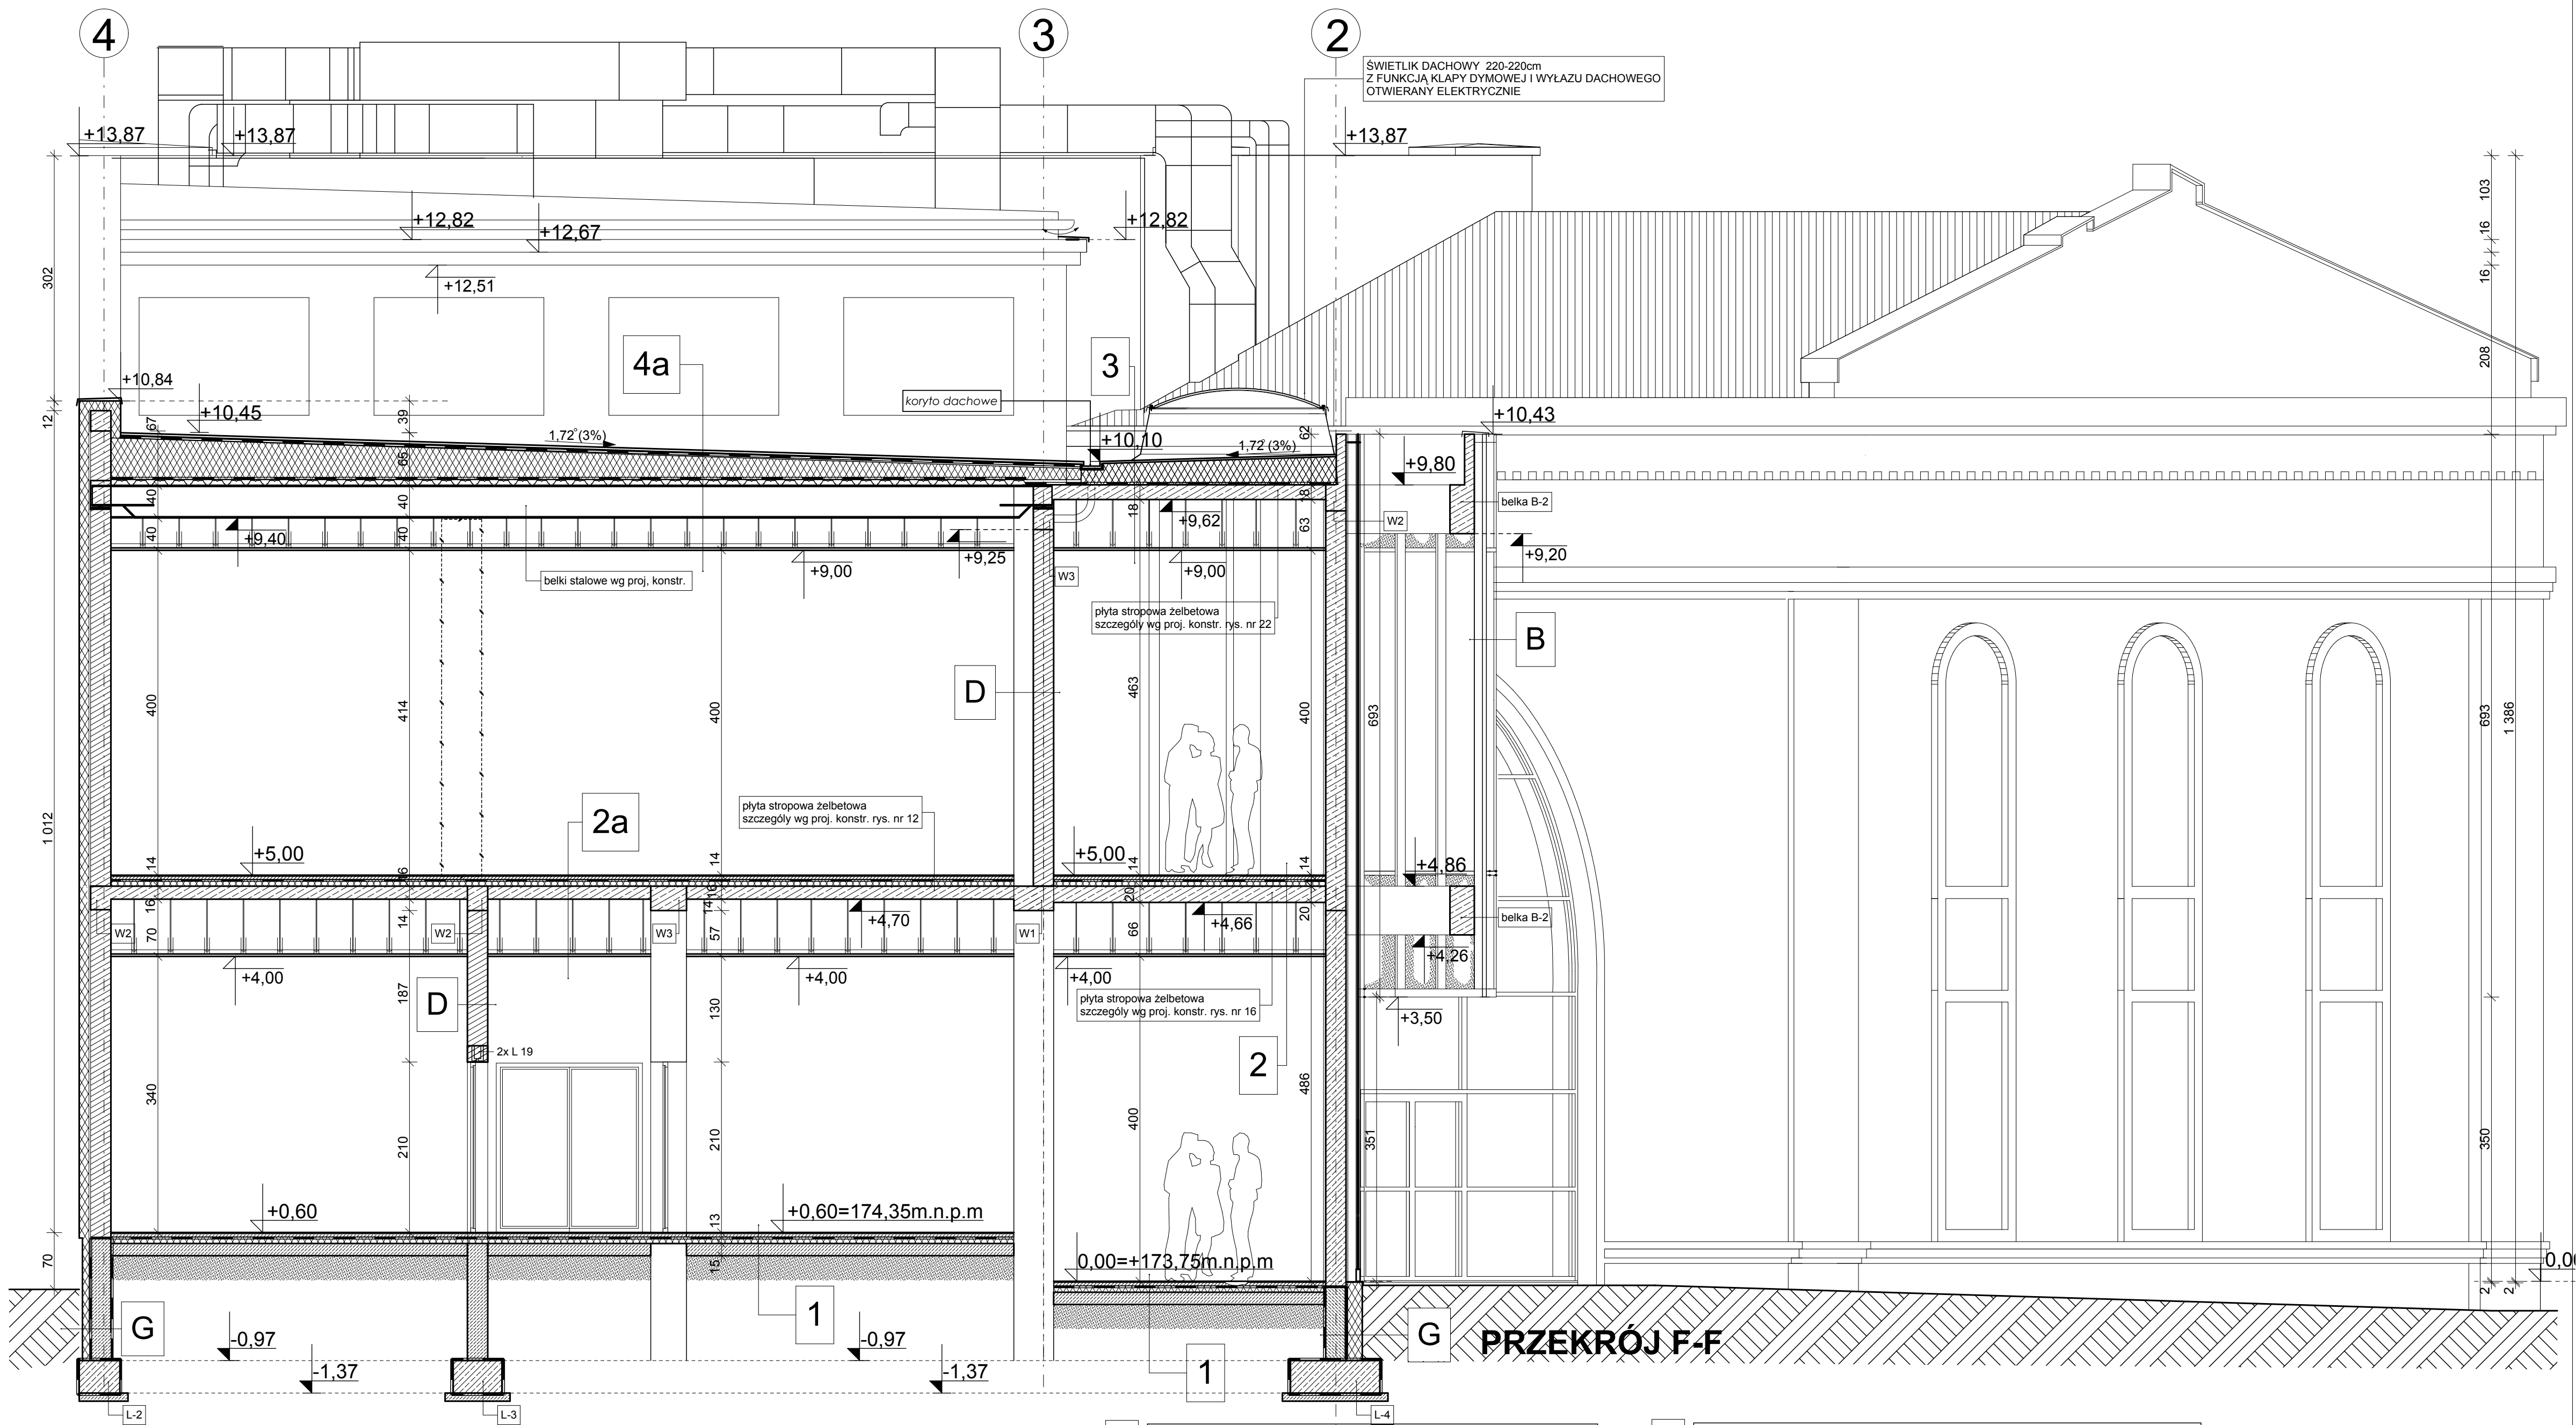 4
3
2
ŚWIETLIK DACHOWY 220-220cm
Z FUNKCJĄ KLAPY DYMOWEJ I WYŁAZU DACHOWEGO
OTWIERANY ELEKTRYCZNIE
+13,87
+13,87
+13,87
103
+12,82
+12,82
+12,67
16
16
302
+12,51
4a
3
208
+10,84
koryto dachowe
12
67
+10,45
39
+10,43
1,72°(3%)
+10,10
1,72°(3%)
62
65
+9,80
40
40
18
18
belka B-2
+9,62
W2
40
40
+9,40
63
+9,25
+9,20
+9,00
+9,00
belki stalowe wg proj, konstr.
W3
płyta stropowa żelbetowa
szczególy wg proj. konstr. rys. nr 22
B
D
400
414
400
463
400
693
693
1 386
1 012
2a
płyta stropowa żelbetowa
szczególy wg proj. konstr. rys. nr 12
14
+5,00
14
+5,00
14
14
+4,86
16
16
20
16
14
14
20
belka B-2
+4,70
+4,66
W2
W2
W3
W1
70
57
66
+4,26
+4,00
+4,00
+4,00
187
D
130
płyta stropowa żelbetowa
szczególy wg proj. konstr. rys. nr 16
+3,50
2x L 19
2
340
210
210
400
486
351
350
+0,60
+0,60=174,35m.n.p.m
13
70
15
0,00=+173,75m.n.p.m
2
2
G
1
G
PRZEKRÓJ F-F
-0,97
-0,97
-1,37
-1,37
1
L-2
L-3
L-4